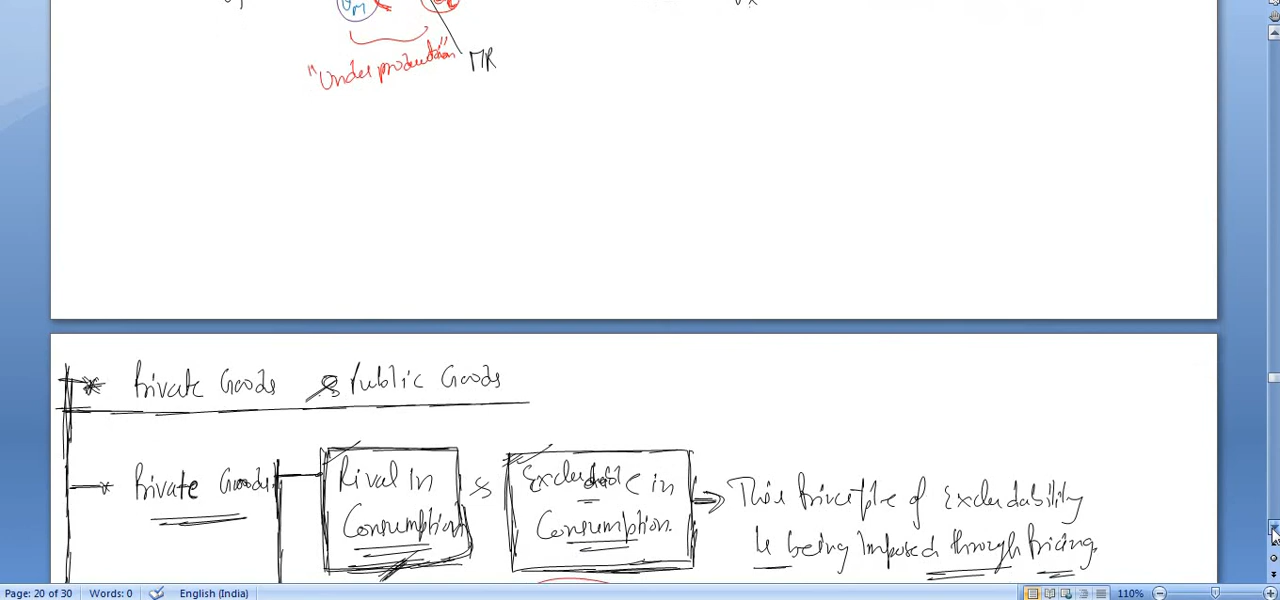 "Under production"
MR
* Private Goods & Public Goods
* Private Goods
Rival in
Consumption
&
Excludable in
Consumption.
This Principle of Excludability
is being Imposed through pricing.
Page: 20 of 30
Words: 0
English (India)
110%